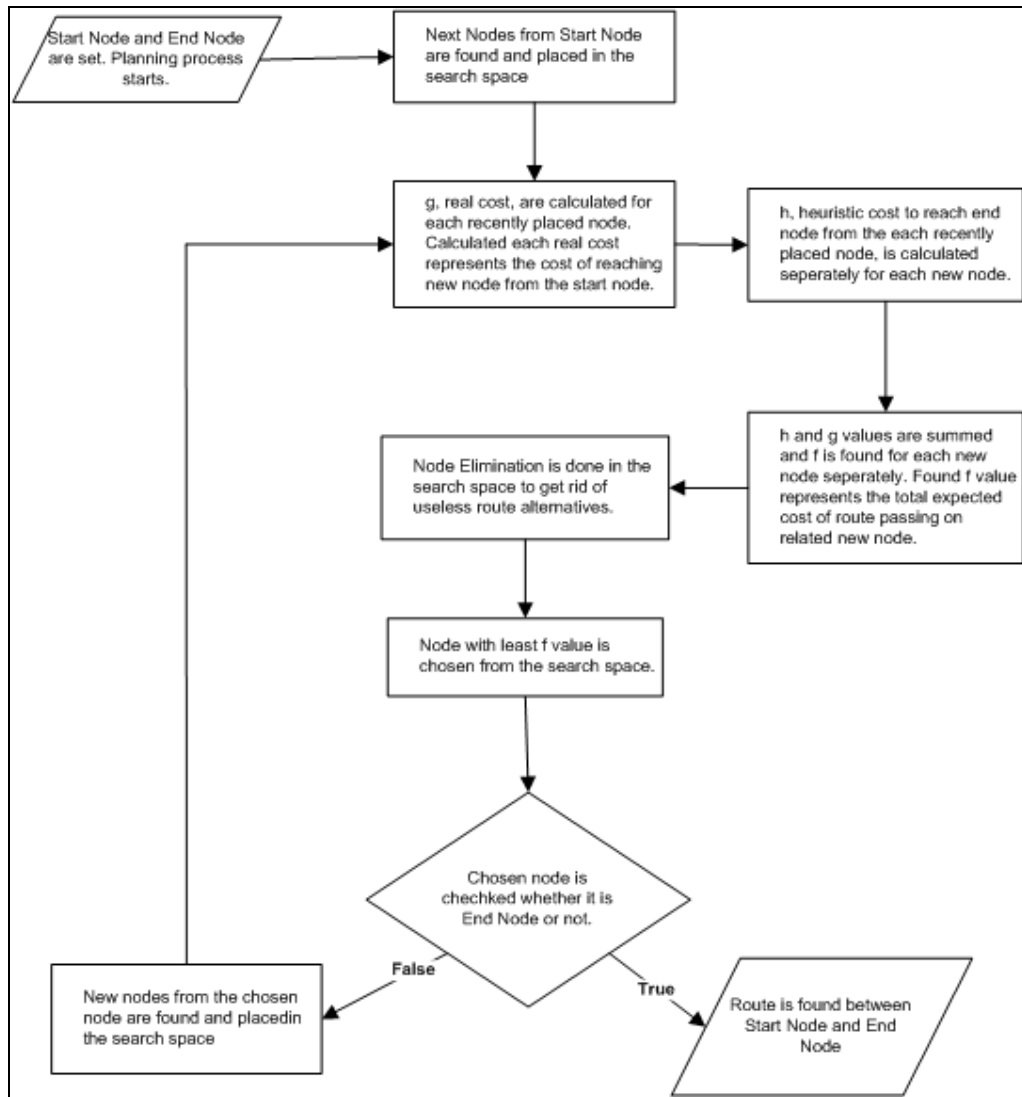 Start Node and End Node
are set. Planning process
starts.
Next Nodes from Start Node
are found and placed in the
search space
g, real cost, are calculated for
each recently placed node.
Calculated each real cost
represents the cost of reaching
new node from the start node.
h, heuristic cost to reach end
node from the each recently
placed node, is calculated
seperately for each new node.
h and g values are summed
and f is found for each new
node seperately. Found f value
represents the total expected
cost of route passing on
related new node.
Node Elimination is done in the
search space to get rid of
useless route alternatives.
Node with least f value is
chosen from the search space.
Chosen node is
chechked whether it is
End Node or not.
False
True
New nodes from the chosen
node are found and placedin
the search space
Route is found between
Start Node and End
Node